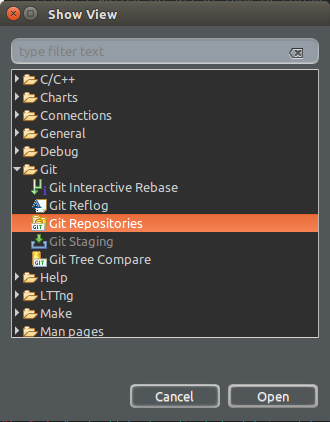 Show View
type filter text
C/C++
Charts
Connections
General
Debug
Git
Git Interactive Rebase
Git Reflog
Git Repositories
Git Staging
Git Tree Compare
Help
LTTng
Make
Man pages
Cancel
Open